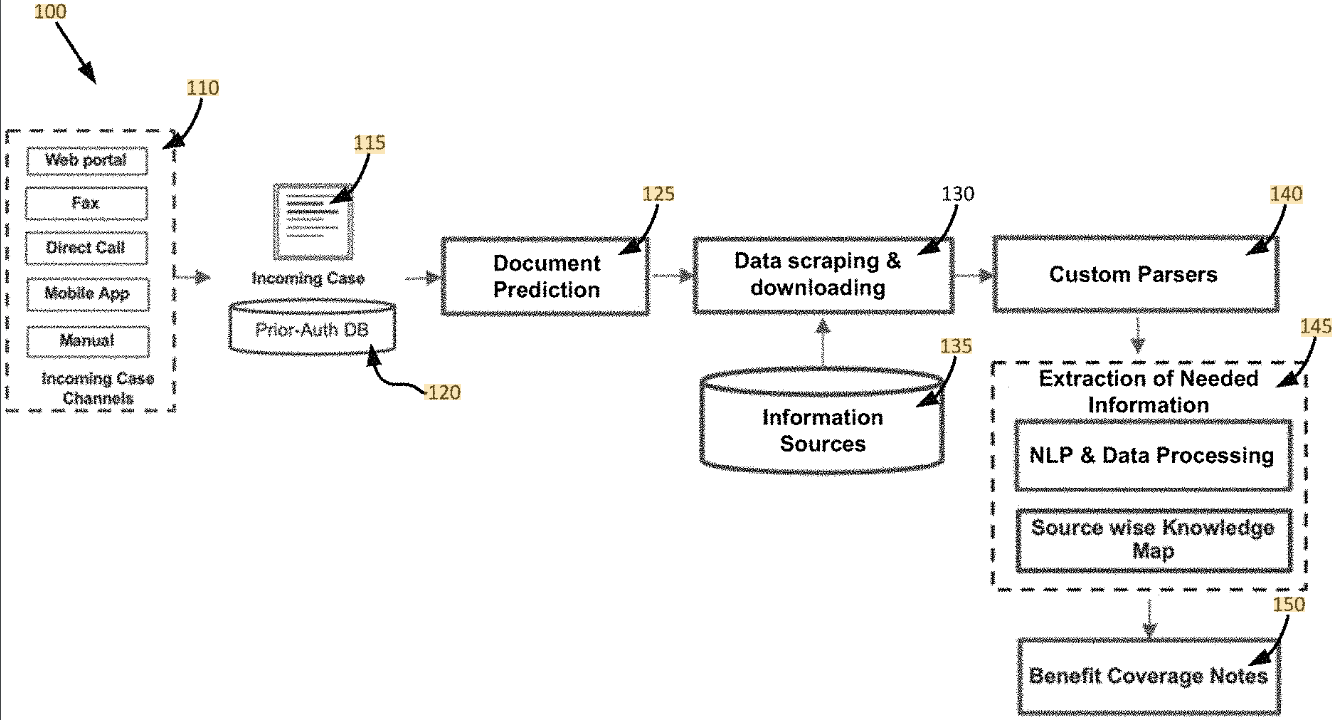 100
110
Web portal
Fax
Direct Call
Mobile App
Manual
Incoming Case
Channels
115
Incoming Case
Prior-Auth DB
120
125
Document
Prediction
130
Data scraping &
downloading
135
Information
Sources
140
Custom Parsers
145
Extraction of Needed
Information
NLP & Data Processing
Source wise Knowledge
Map
150
Benefit Coverage Notes